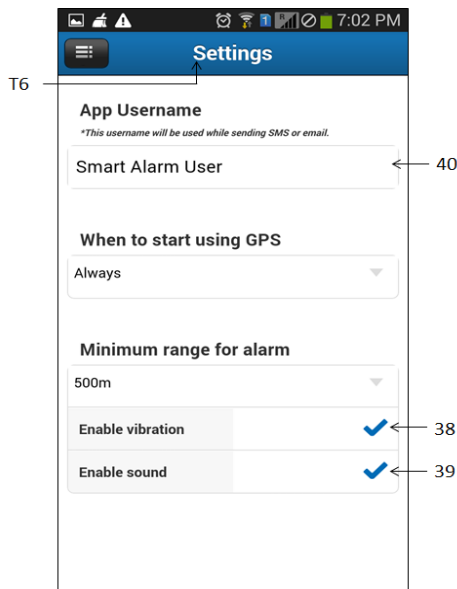 1 R 7:02 PM
Settings
T6
App Username
*This username will be used while sending SMS or email.
Smart Alarm User
40
When to start using GPS
Always
Minimum range for alarm
500m
Enable vibration
38
Enable sound
39